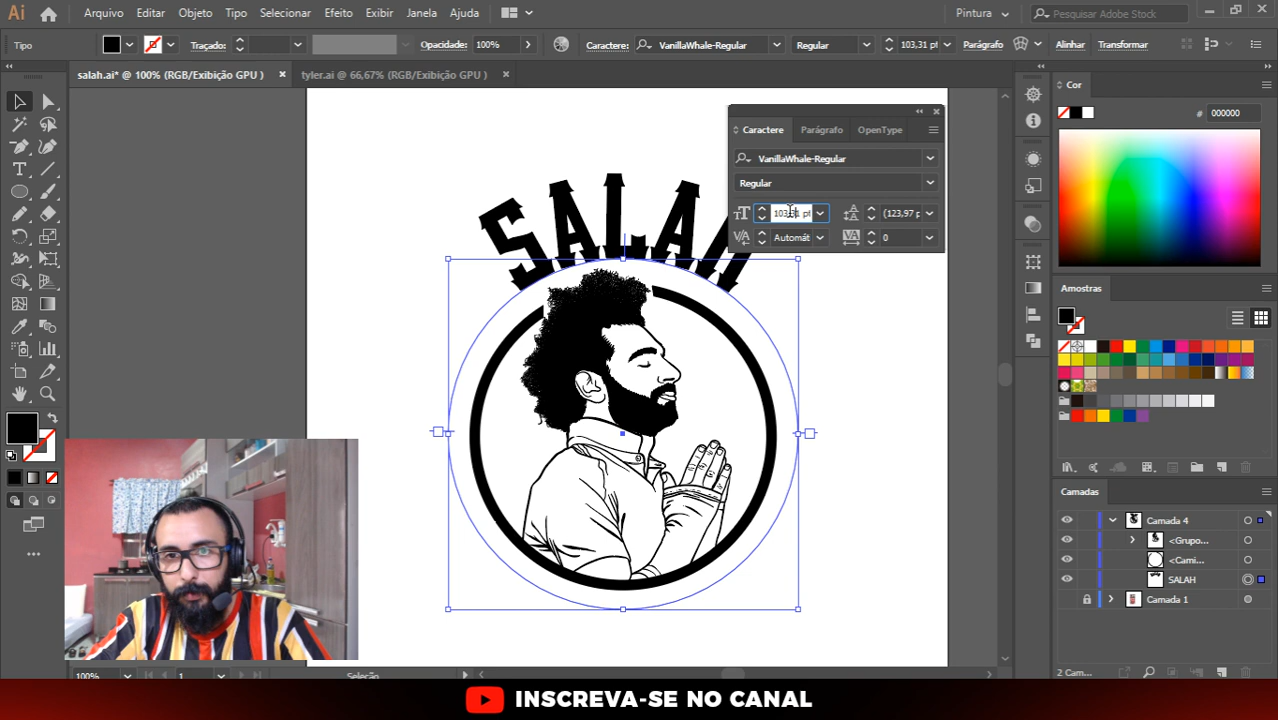 Ai
Arquivo Editar Objeto Tipo Selecionar Efeito Exibir Janela Ajuda
Pintura
Pesquisar Adobe Stock
Tipo
Traçado:
Opacidade: 100%
Caractere: VanillaWhale-Regular
Regular
103,31 pt
Parágrafo
Alinhar
Transformar
salah.ai* @ 100% (RGB/Exibição GPU )
tyler.ai @ 66,67% (RGB/Exibição GPU )
Cor
# 000000
Caractere Parágrafo OpenType
VanillaWhale-Regular
Regular
103,31 pt
(123,97 p
Automát
0
SALAH
Amostras
Camadas
Camada 4
<Grupo...
<Cami...
SALAH
Camada 1
100%
1
Seleção
2 Cam...
INSCREVA-SE NO CANAL